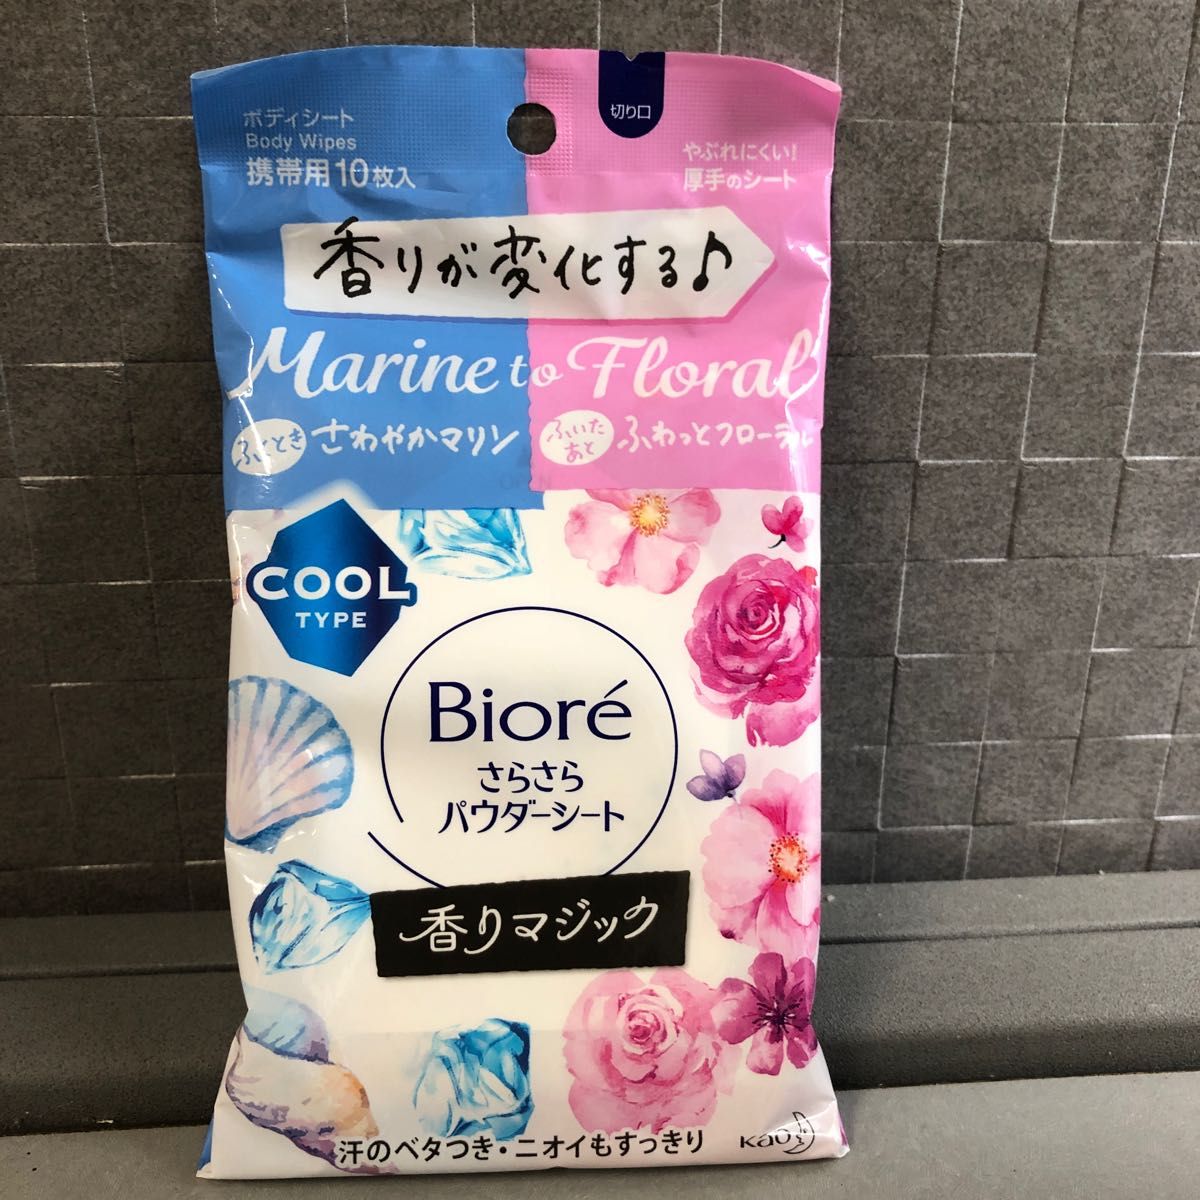 ボディシート
Body Wipes
携帯用10枚入
切り口
やぶれにくい!
厚手のシート
香りが変化する♪
Marine to Floral
ふくとき さわやかマリン
ふいたあと ふわっとフローラル
OPEN
COOL
TYPE
Bioré
さらさら
パウダーシート
香りマジック
汗のベタつき・ニオイもすっきり
Kao